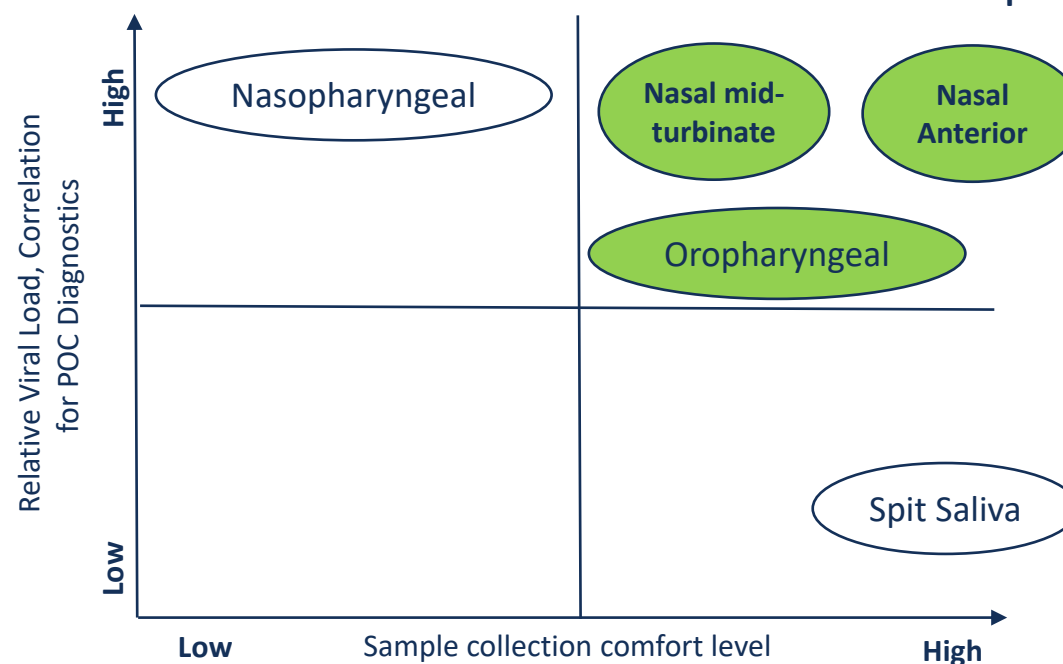 High
Nasopharyngeal
Nasal mid-
turbinate
Nasal
Anterior
Oropharyngeal
Relative Viral Load, Correlation
for POC Diagnostics
Spit Saliva
Low
Low
Sample collection comfort level
High